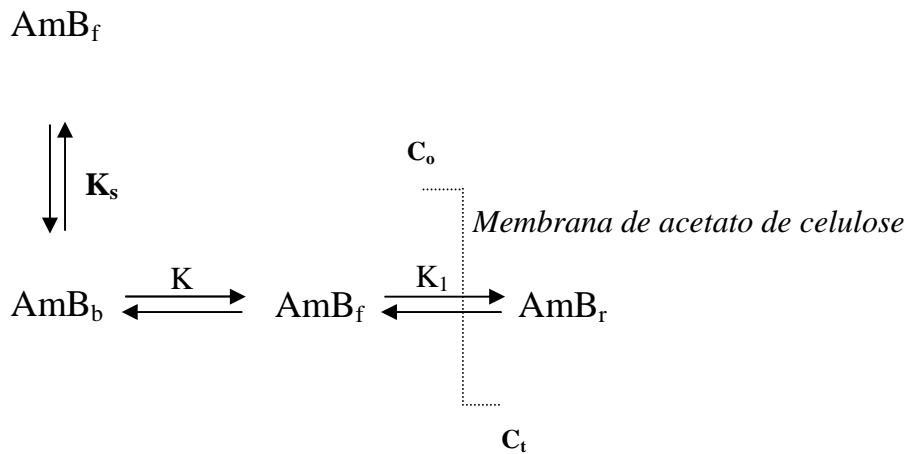 AmB_f
C_o
K_s
Membrana de acetato de celulose
K
K_1
AmB_b
AmB_f
AmB_r
C_t